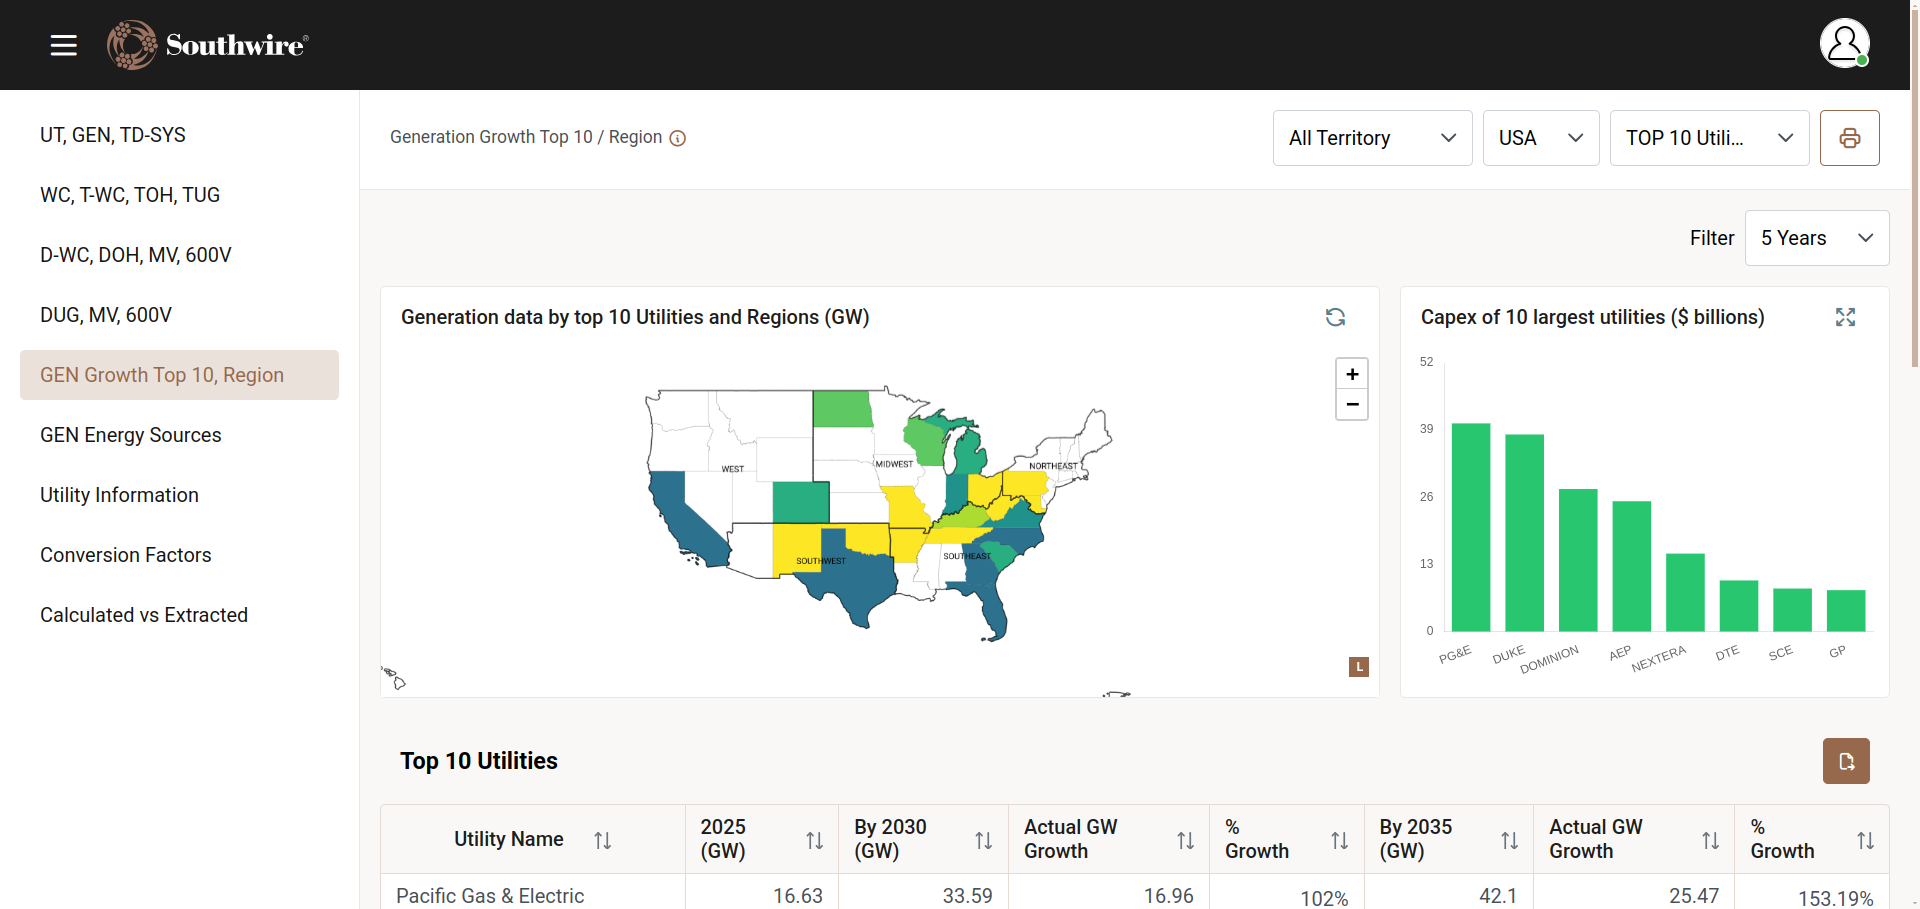 Southwire®
UT, GEN, TD-SYS
WC, T-WC, TOH, TUG
D-WC, DOH, MV, 600V
DUG, MV, 600V
GEN Growth Top 10, Region
GEN Energy Sources
Utility Information
Conversion Factors
Calculated vs Extracted
Generation Growth Top 10 / Region
All Territory
USA
TOP 10 Utili...
Filter
5 Years
Generation data by top 10 Utilities and Regions (GW)
+
−
WEST
MIDWEST
NORTHEAST
SOUTHWEST
SOUTHEAST
L
Capex of 10 largest utilities ($ billions)
52
39
26
13
0
PG&E
DUKE
DOMINION
AEP
NEXTERA
DTE
SCE
GP
Top 10 Utilities
Utility Name
2025
(GW)
By 2030
(GW)
Actual GW
Growth
%
Growth
By 2035
(GW)
Actual GW
Growth
%
Growth
Pacific Gas & Electric 16.63 33.59 16.96 102% 42.1 25.47 153.19%